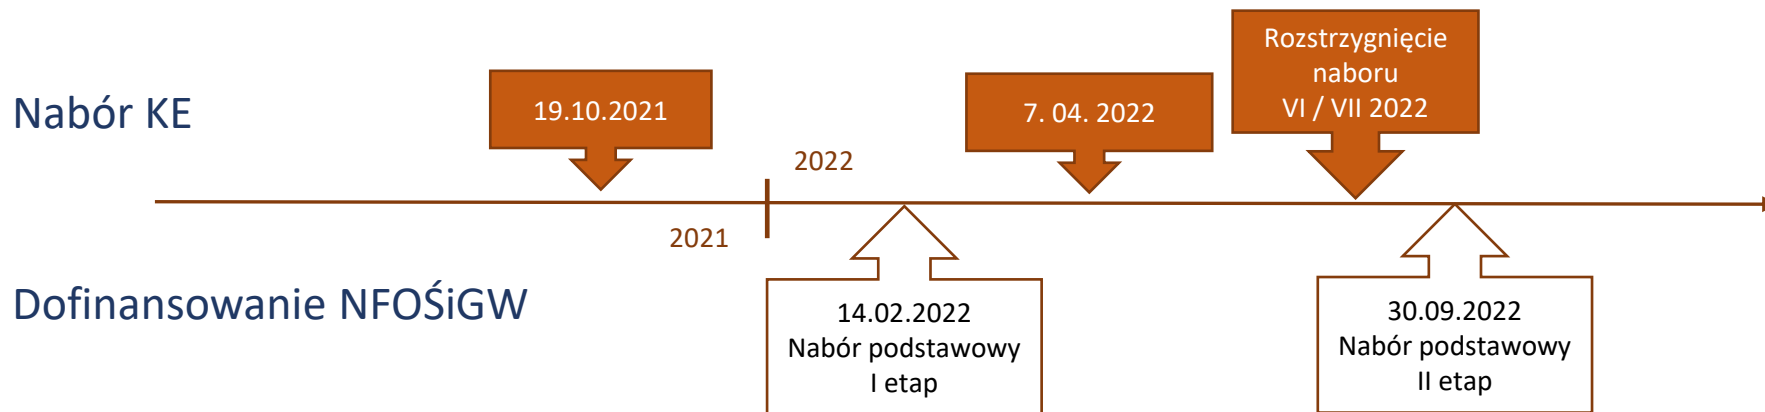 Nabór KE
19.10.2021
7. 04. 2022
Rozstrzygnięcie
naboru
VI / VII 2022
2022
2021
Dofinansowanie NFOŚiGW
14.02.2022
Nabór podstawowy
I etap
30.09.2022
Nabór podstawowy
II etap